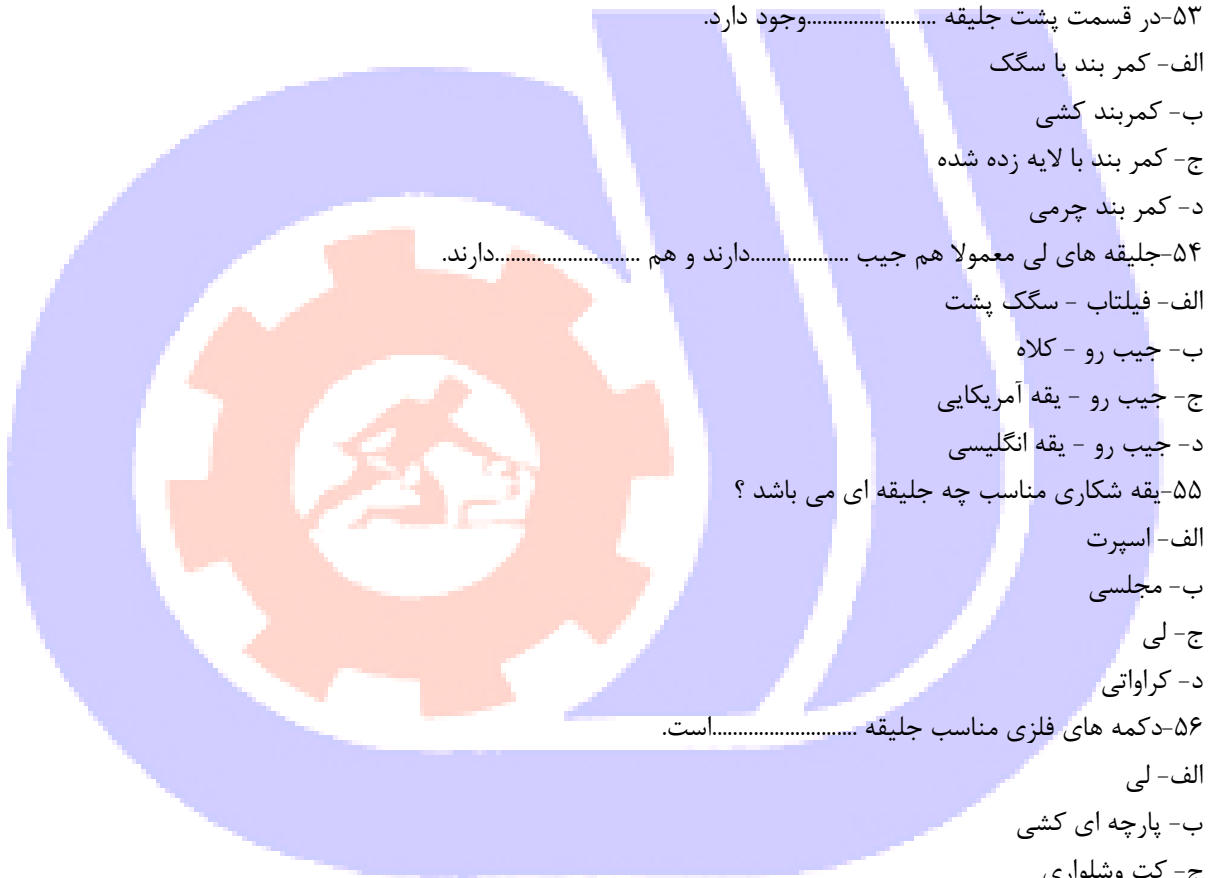 ۵۳-در قسمت پشت جلیقه .........................وجود دارد.
الف- کمر بند با سگک
ب- کمربند کشی
ج- کمر بند با لایه زده شده
د- کمر بند چرمی
۵۴-جلیقه های لی معمولا هم جیب ...................دارند و هم ............................دارند.
الف- فیلتاب - سگک پشت
ب- جیب رو - کلاه
ج- جیب رو - یقه آمریکایی
د- جیب رو - یقه انگلیسی
۵۵-یقه شکاری مناسب چه جلیقه ای می باشد ؟
الف- اسپرت
ب- مجلسی
ج- لی
د- کراواتی
۵۶-دکمه های فلزی مناسب جلیقه ............................است.
الف- لی
ب- پارچه ای کشی
ج- کت وشلواری